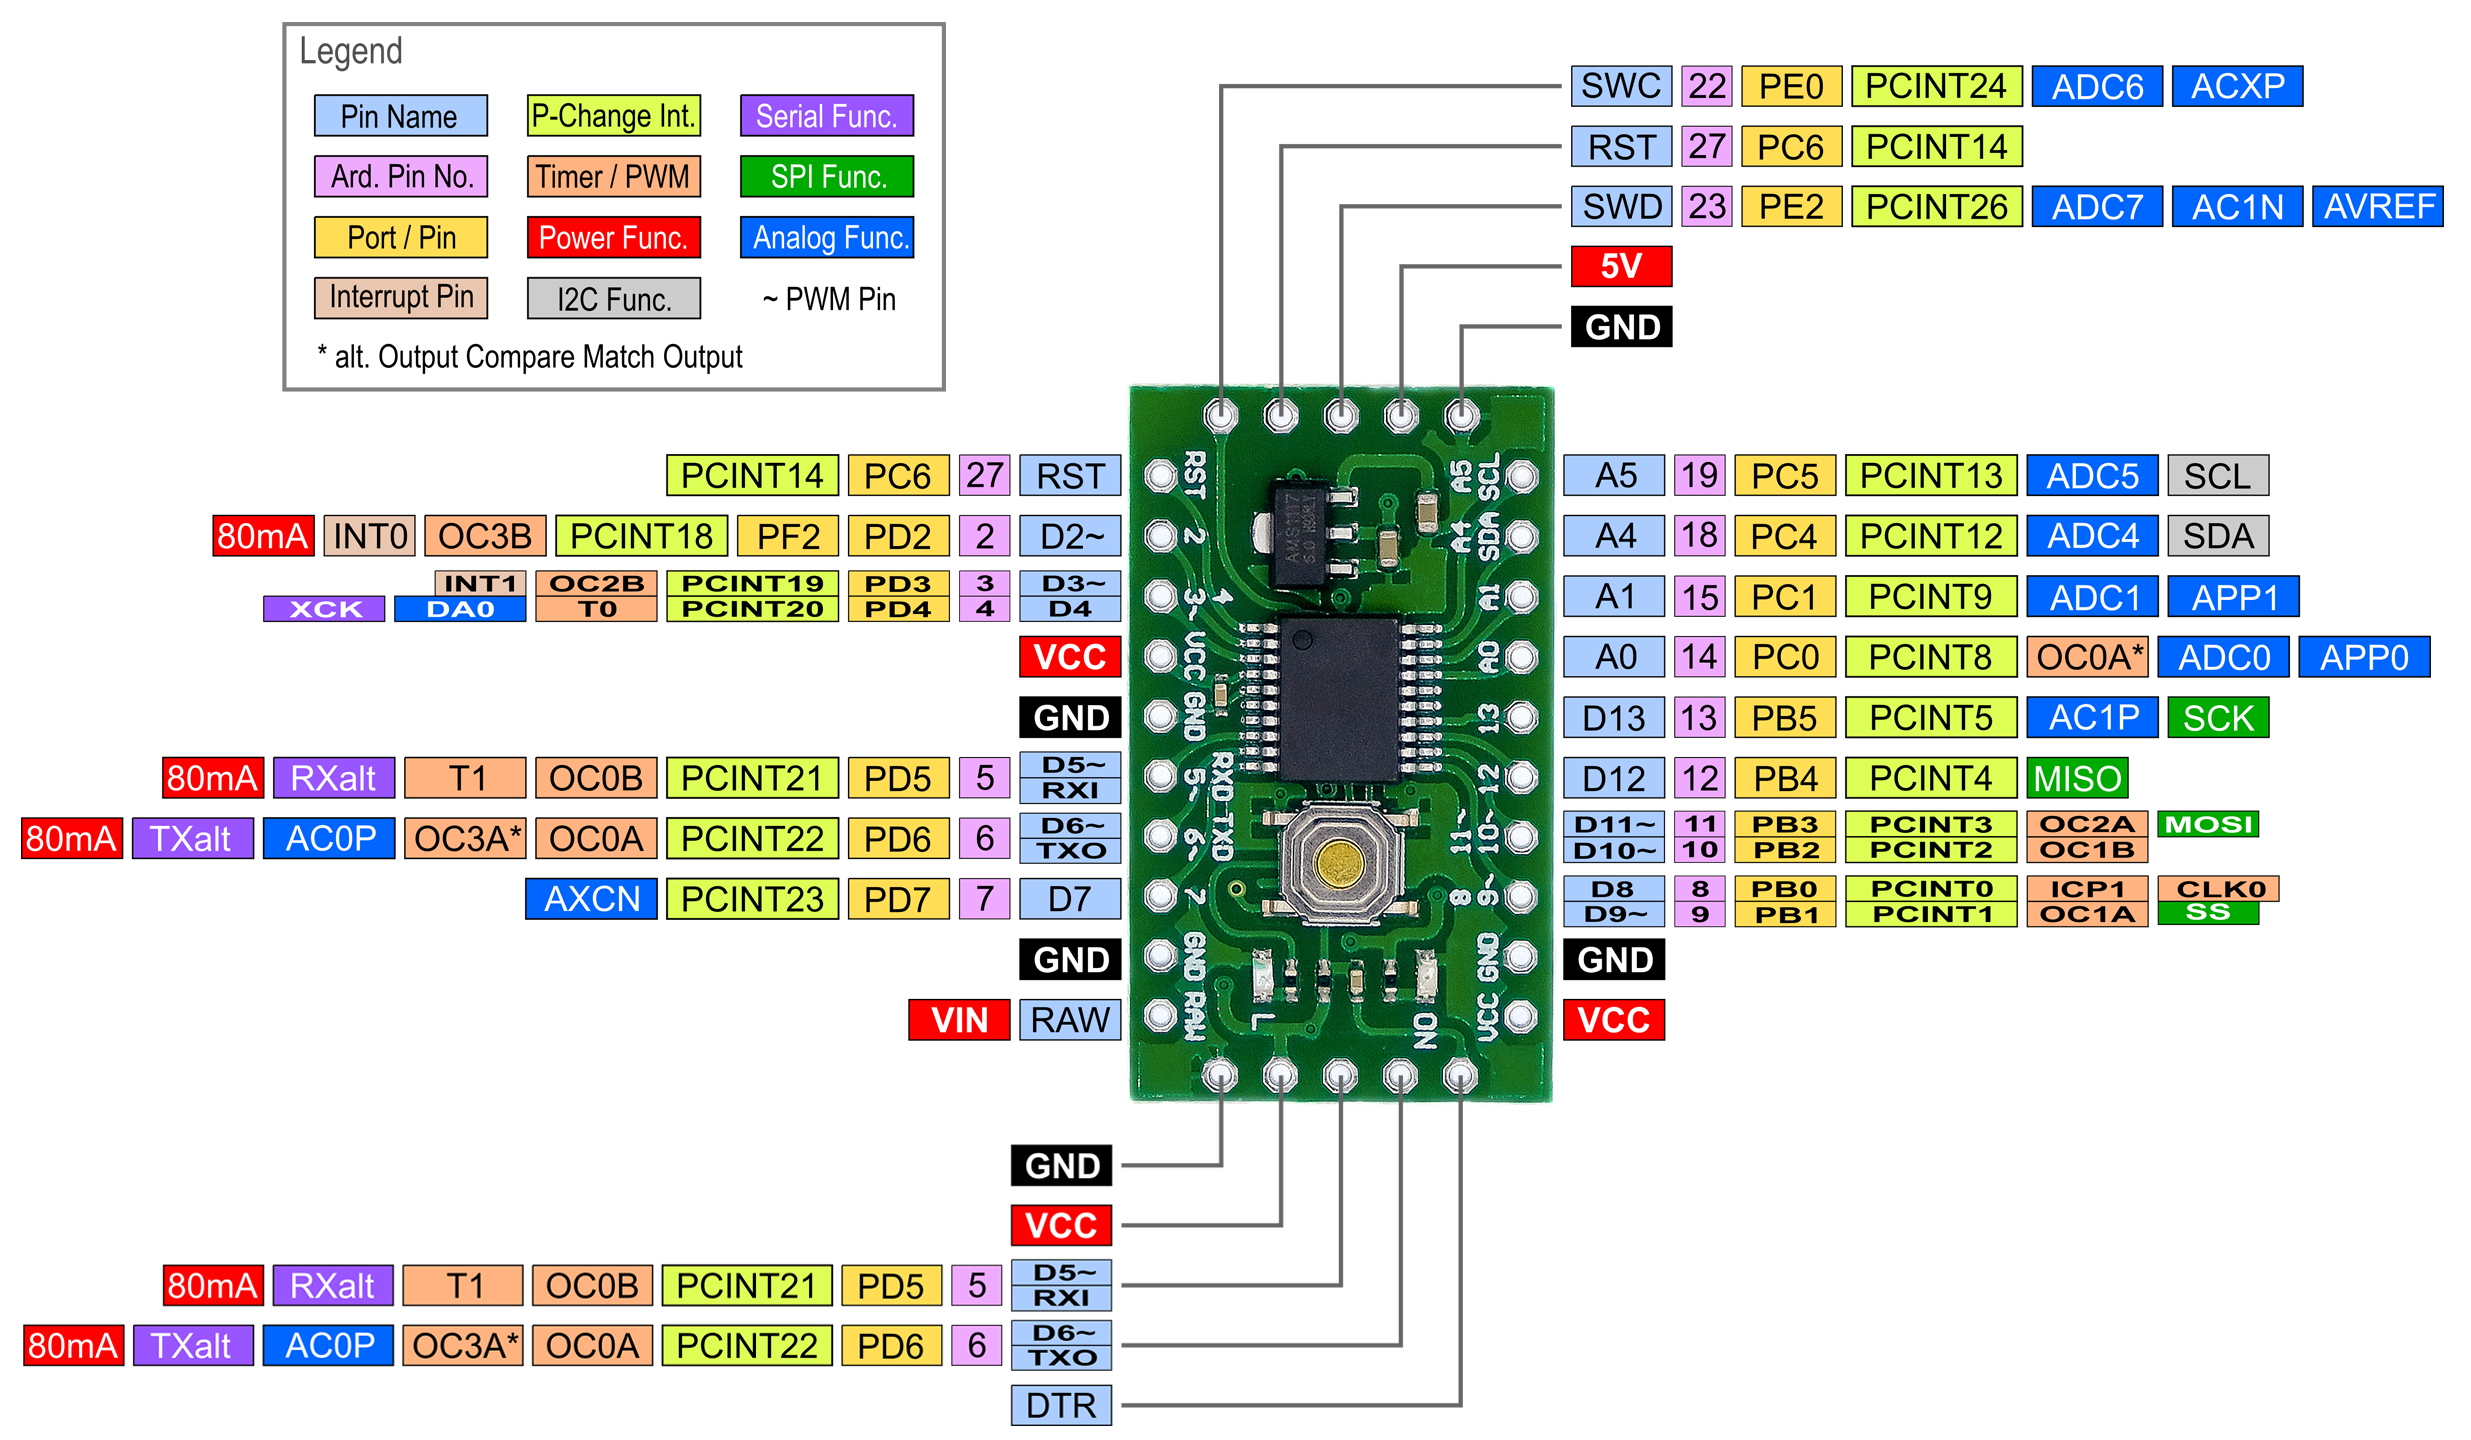 Legend
Pin Name P-Change Int. Serial Func.
Ard. Pin No. Timer / PWM SPI Func.
Port / Pin Power Func. Analog Func.
Interrupt Pin I2C Func. ~ PWM Pin
* alt. Output Compare Match Output
SWC 22 PE0 PCINT24 ADC6 ACXP
RST 27 PC6 PCINT14
SWD 23 PE2 PCINT26 ADC7 AC1N AVREF
5V
GND
PCINT14 PC6 27 RST
80mA INT0 OC3B PCINT18 PF2 PD2 2 D2~
INT1 OC2B PCINT19 PD3 3 D3~
XCK DA0 T0 PCINT20 PD4 4 D4
VCC
GND
80mA RXalt T1 OC0B PCINT21 PD5 5 D5~
RXI
80mA TXalt AC0P OC3A* OC0A PCINT22 PD6 6 D6~
TXO
AXCN PCINT23 PD7 7 D7
GND
VIN RAW
RST
2
3~ 4
VCC
GND
5~ RXD
6~ TXO
7
GND
RAW
L
ON
A5 SCL
A4 SDA
A1
A0
13
12
11~ 10~
8 9~
GND
VCC
A5 19 PC5 PCINT13 ADC5 SCL
A4 18 PC4 PCINT12 ADC4 SDA
A1 15 PC1 PCINT9 ADC1 APP1
A0 14 PC0 PCINT8 OC0A* ADC0 APP0
D13 13 PB5 PCINT5 AC1P SCK
D12 12 PB4 PCINT4 MISO
D11~ 11 PB3 PCINT3 OC2A MOSI
D10~ 10 PB2 PCINT2 OC1B
D8 8 PB0 PCINT0 ICP1 CLK0
D9~ 9 PB1 PCINT1 OC1A SS
GND
VCC
GND
VCC
80mA RXalt T1 OC0B PCINT21 PD5 5 D5~
RXI
80mA TXalt AC0P OC3A* OC0A PCINT22 PD6 6 D6~
TXO
DTR